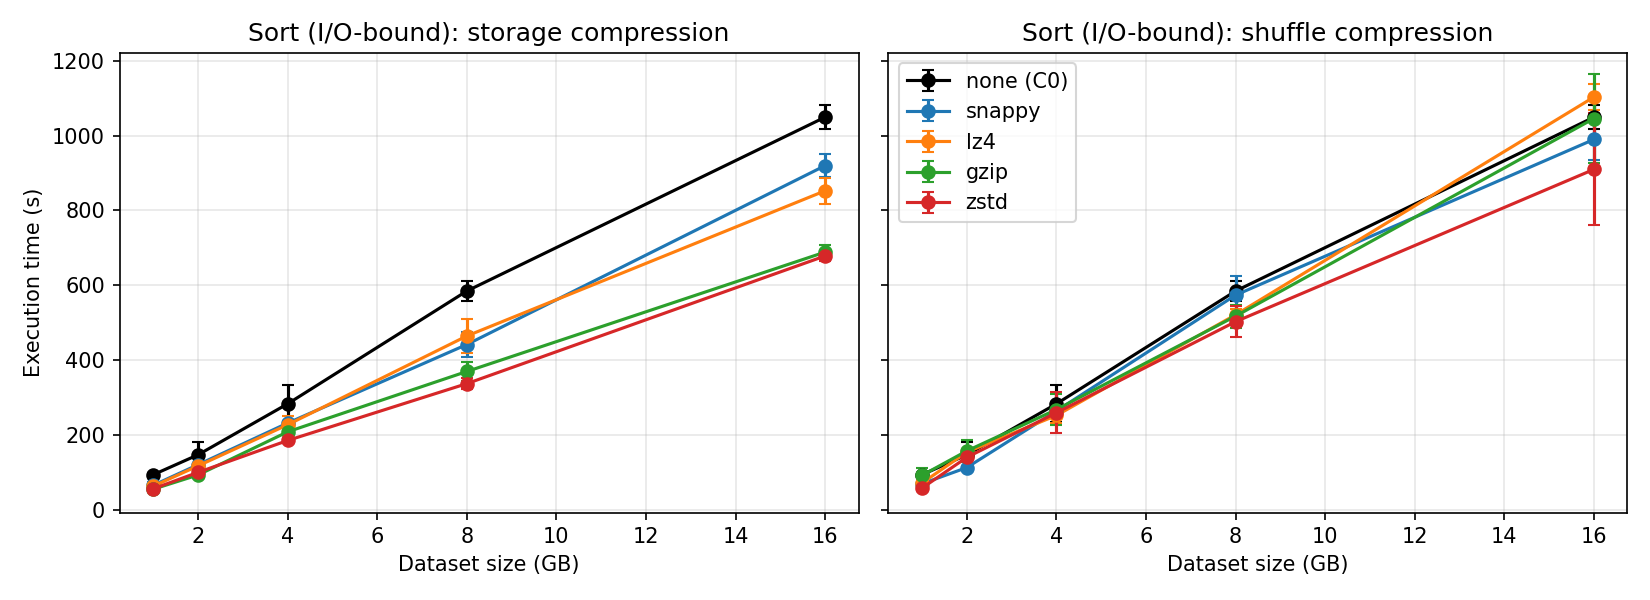 Sort (I/O-bound): storage compression
Execution time (s)
1200
1000
800
600
400
200
0
2 4 6 8 10 12 14 16
Dataset size (GB)
Sort (I/O-bound): shuffle compression
none (C0)
snappy
lz4
gzip
zstd
2 4 6 8 10 12 14 16
Dataset size (GB)